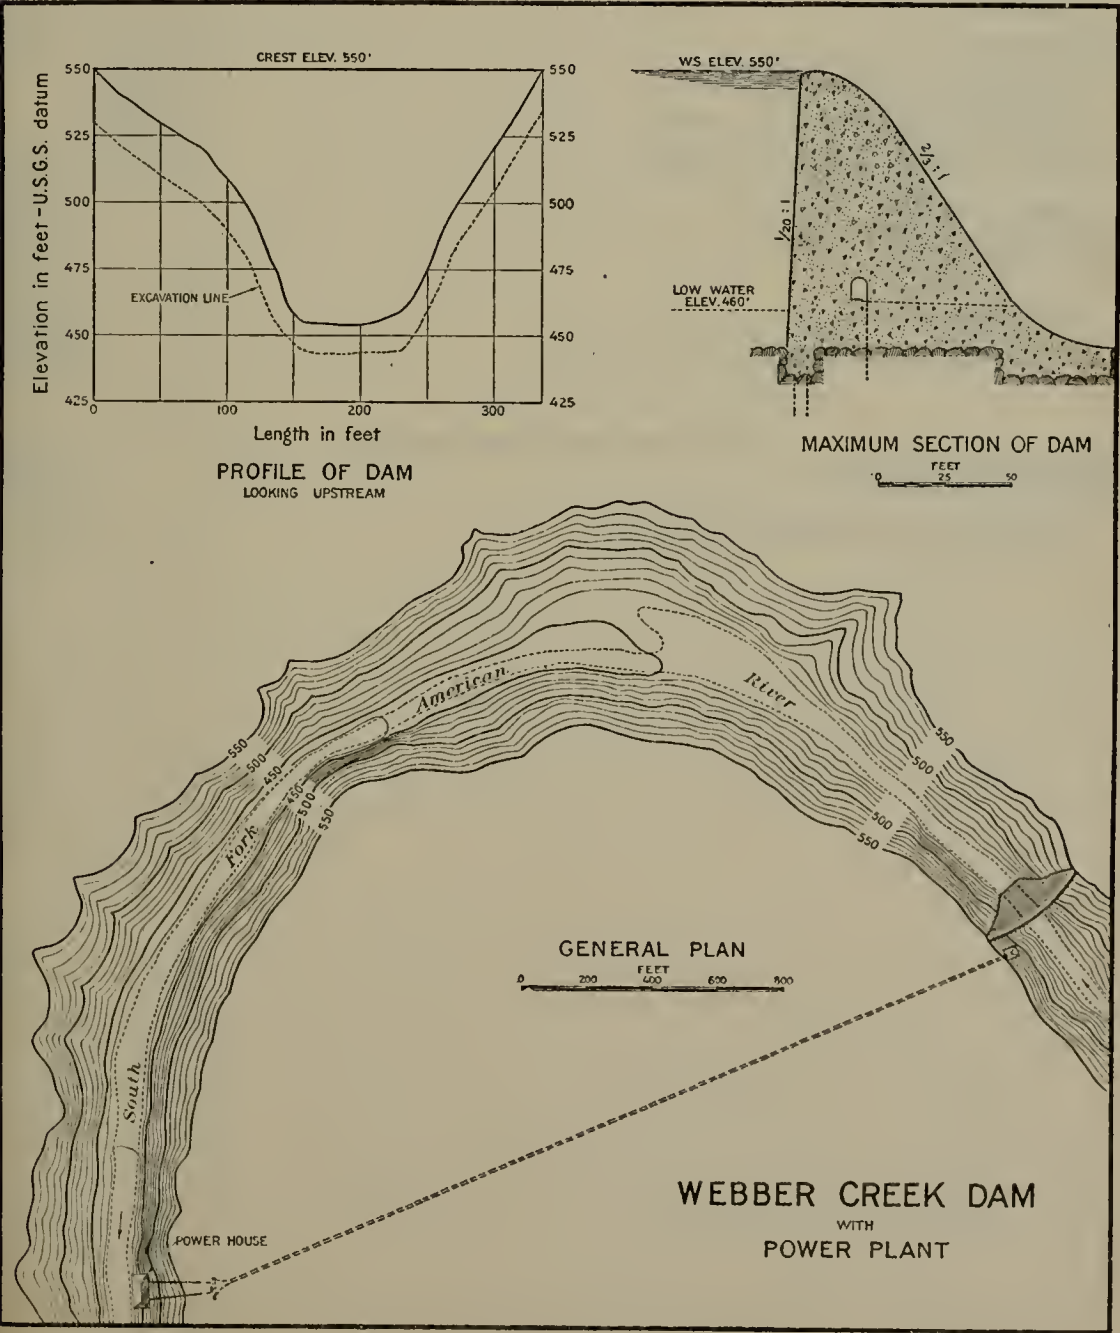 CREST ELEV. 550'
550
525
500
475
450
425
550
525
500
475
450
425
Elevation in feet - U.S.G.S. datum
EXCAVATION LINE
0
100
200
300
Length in feet
PROFILE OF DAM
LOOKING UPSTREAM
WS ELEV. 550'
2/3 : 1
1/20 : 1
LOW WATER
ELEV. 460'
MAXIMUM SECTION OF DAM
FEET
0 25 50
American
River
Fork
South
550
500
450
450
500
550
550
500
500
550
GENERAL PLAN
FEET
0 200 400 600 800
POWER HOUSE
WEBBER CREEK DAM
WITH
POWER PLANT